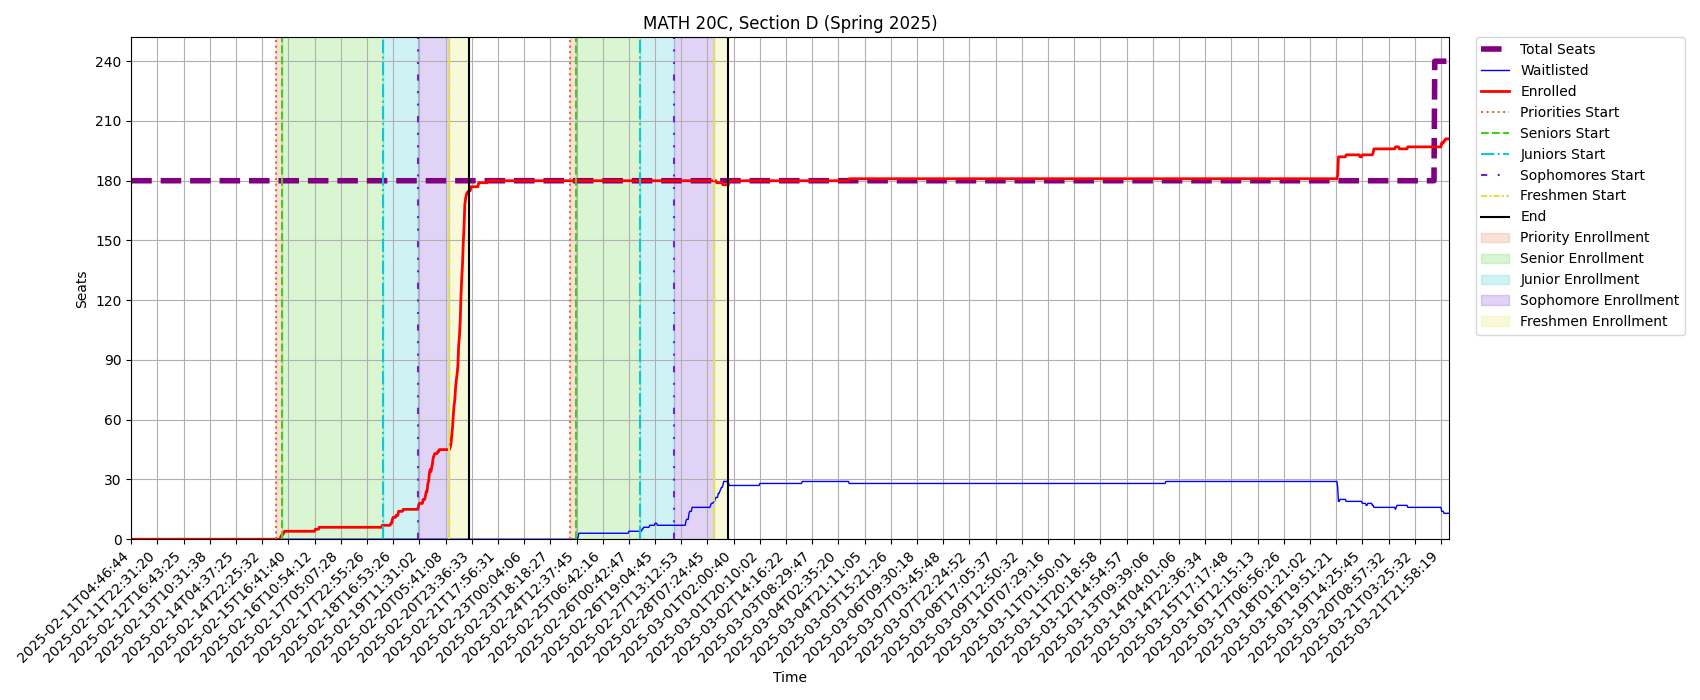 MATH 20C, Section D (Spring 2025)
Seats
240
210
180
150
120
90
60
30
0
2025-02-11T04:46:44
2025-02-11T22:31:20
2025-02-12T16:43:25
2025-02-13T10:31:38
2025-02-14T04:37:25
2025-02-14T22:25:32
2025-02-15T16:41:40
2025-02-16T10:54:12
2025-02-17T05:07:28
2025-02-17T22:55:26
2025-02-18T16:53:26
2025-02-19T11:31:02
2025-02-20T05:41:08
2025-02-20T23:36:33
2025-02-21T17:56:31
2025-02-23T00:04:06
2025-02-23T18:18:27
2025-02-24T12:37:45
2025-02-25T06:42:16
2025-02-26T00:42:47
2025-02-26T19:04:45
2025-02-27T13:12:53
2025-02-28T07:24:45
2025-03-01T02:00:40
2025-03-01T20:10:02
2025-03-02T14:16:22
2025-03-03T08:29:47
2025-03-04T02:35:20
2025-03-04T21:11:05
2025-03-05T15:21:26
2025-03-06T09:30:18
2025-03-07T03:45:48
2025-03-07T22:24:52
2025-03-08T17:05:37
2025-03-09T12:50:32
2025-03-10T07:29:16
2025-03-11T01:50:01
2025-03-11T20:18:58
2025-03-12T14:54:57
2025-03-13T09:39:06
2025-03-14T04:01:06
2025-03-14T22:36:34
2025-03-15T17:17:48
2025-03-16T12:15:13
2025-03-17T06:56:26
2025-03-18T01:21:02
2025-03-18T19:51:21
2025-03-19T14:25:45
2025-03-20T08:57:32
2025-03-21T03:25:32
2025-03-21T21:58:19
Time
Total Seats
Waitlisted
Enrolled
Priorities Start
Seniors Start
Juniors Start
Sophomores Start
Freshmen Start
End
Priority Enrollment
Senior Enrollment
Junior Enrollment
Sophomore Enrollment
Freshmen Enrollment